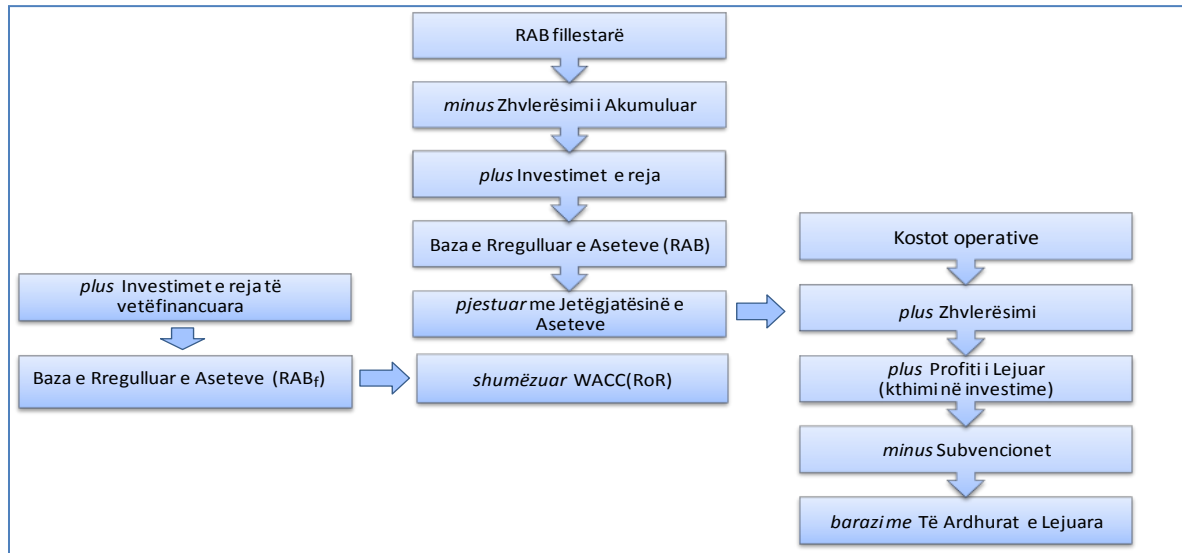 RAB fillestarë
minus Zhvlerësimi i Akumuluar
plus Investimet e reja
Baza e Rregulluar e Aseteve (RAB)
pjestuar me Jetëgjatësinë e
Aseteve
plus Investimet e reja të
vetëfinancuara
Baza e Rregulluar e Aseteve (RABf)
shumëzuar WACC(RoR)
Kostot operative
plus Zhvlerësimi
plus Profiti i Lejuar
(kthimi në investime)
minus Subvencionet
barazi me Të Ardhurat e Lejuara